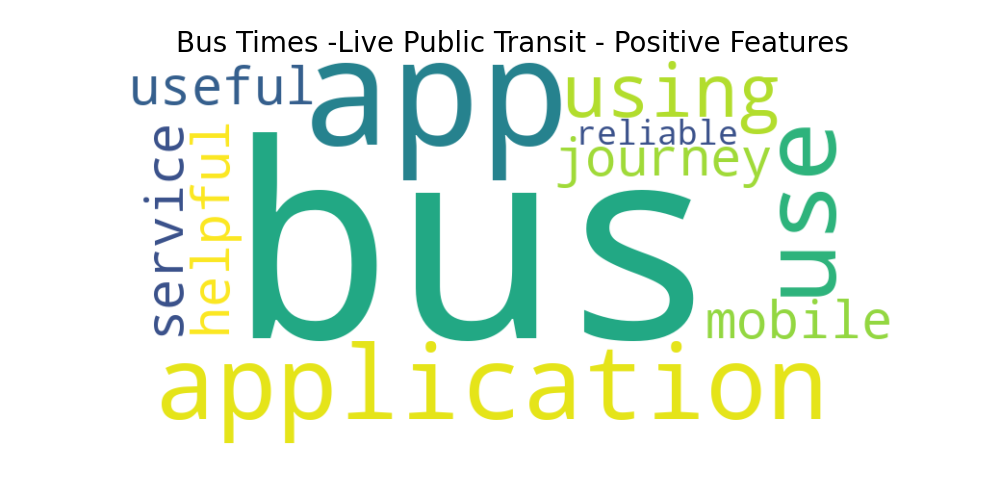 Bus Times -Live Public Transit - Positive Features
useful
app
using
reliable
journey
service
helpful
bus
use
mobile
application